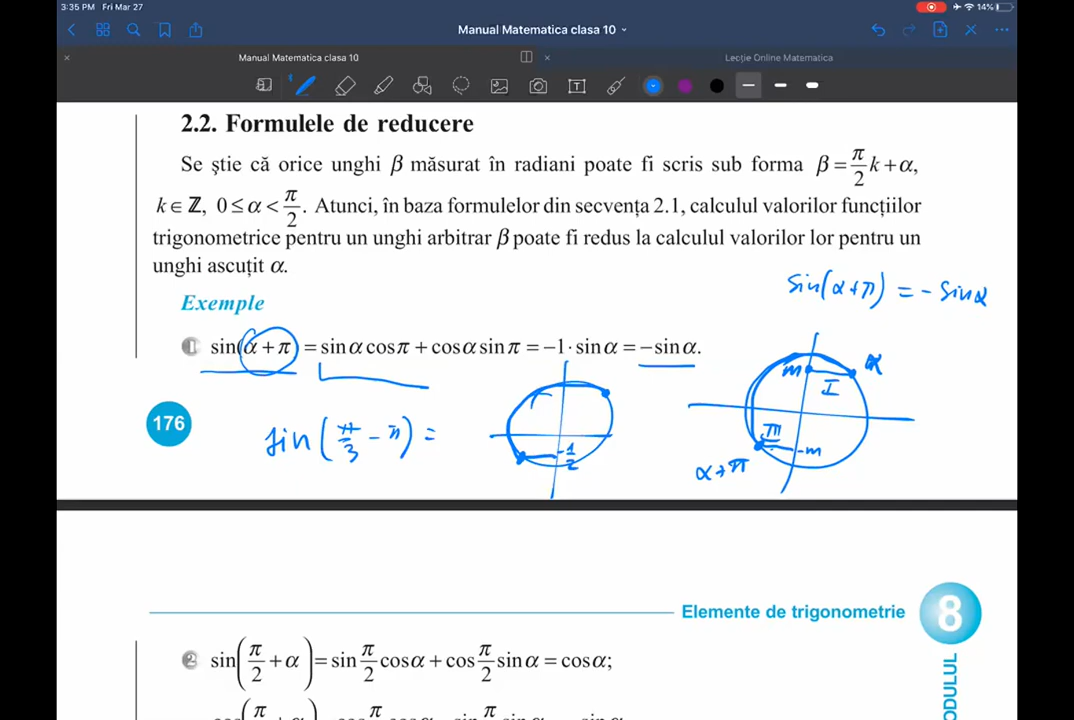 3:35 PM Fri Mar 27
14%
Manual Matematica clasa 10
Manual Matematica clasa 10
Lecție Online Matematica
2.2. Formulele de reducere
Se ştie că orice unghi β măsurat în radiani poate fi scris sub forma β = π/2 k + α,
k ∈ ℤ, 0 ≤ α < π/2. Atunci, în baza formulelor din secvența 2.1, calculul valorilor funcțiilor
trigonometrice pentru un unghi arbitrar β poate fi redus la calculul valorilor lor pentru un
unghi ascuțit α.
sin(α+π) = - sinα
Exemple
1 sin(α + π) = sin α cos π + cos α sin π = −1 · sin α = −sin α.
m
α
I
176
sin(π/3 - π) =
-1/2
III
-m
α+π
Elemente de trigonometrie
8
2 sin(π/2 + α) = sin π/2 cos α + cos π/2 sin α = cos α;
ODULUL